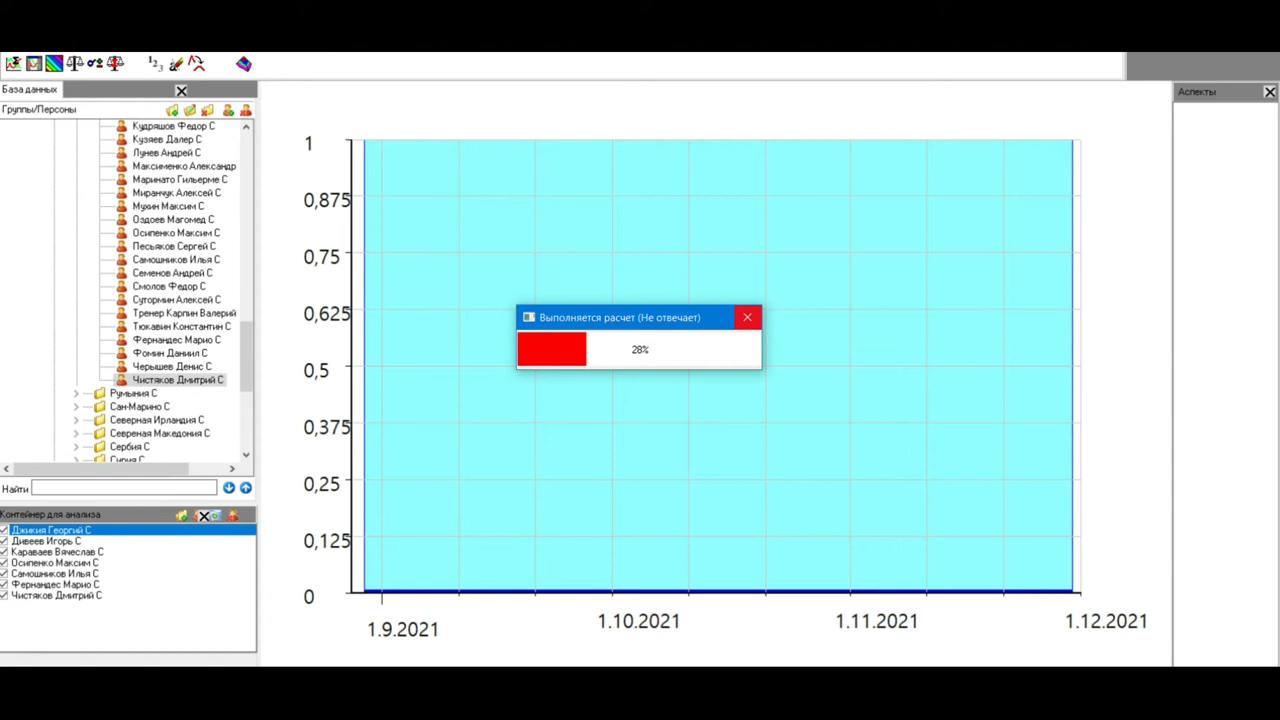 1 2 3
База данных
Группы/Персоны
Кудряшов Федор С
Кузяев Далер С
Лунев Андрей С
Максименко Александр
Маринато Гильерме С
Миранчук Алексей С
Мухин Максим С
Оздоев Магомед С
Осипенко Максим С
Песьяков Сергей С
Самошников Илья С
Семенов Андрей С
Смолов Федор С
Сутормин Алексей С
Тренер Карпин Валерий
Тюкавин Константин С
Фернандес Марио С
Фомин Даниил С
Черышев Денис С
Чистяков Дмитрий С
Румыния С
Сан-Марино С
Северная Ирландия С
Севреная Македония С
Сербия С
Сирия С
Найти
Контейнер для анализа
Джикия Георгий С
Дивеев Игорь С
Караваев Вячеслав С
Осипенко Максим С
Самошников Илья С
Фернандес Марио С
Чистяков Дмитрий С
1
0,875
0,75
0,625
0,5
0,375
0,25
0,125
0
1.9.2021
1.10.2021
1.11.2021
1.12.2021
Выполняется расчет (Не отвечает)
28%
Аспекты